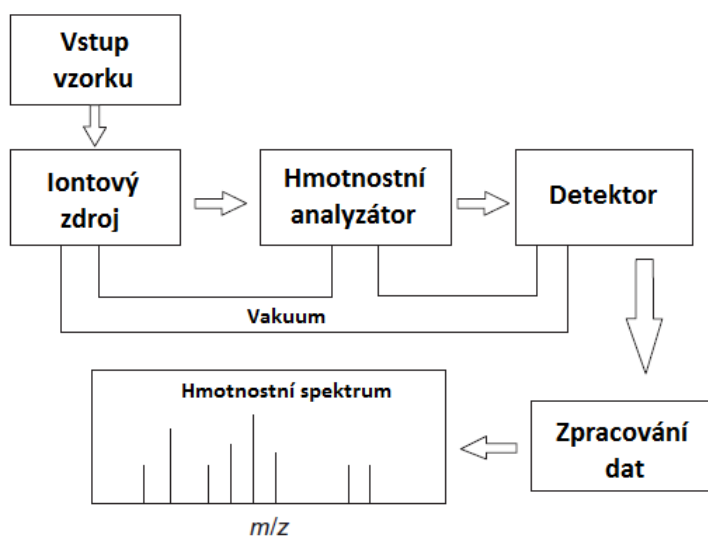 Vstup
vzorku
Iontový
zdroj
Hmotnostní
analyzátor
Detektor
Vakuum
Hmotnostní spektrum
Zpracování
dat
m/z